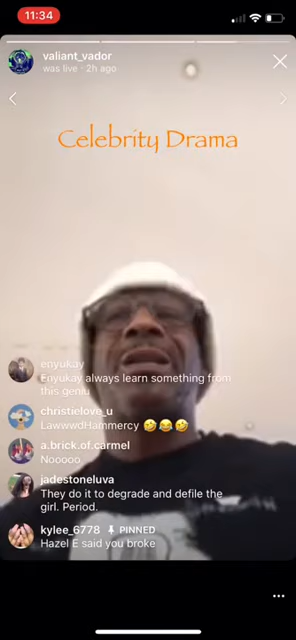 11:34
valiant_vador
was live · 2h ago
Celebrity Drama
enyukay
Enyukay always learn something from
this geniu
christielove_u
LawwwdHammercy 🤣😂🤣
a.brick.of.carmel
Nooooo
jadestoneluva
They do it to degrade and defile the
girl. Period.
kylee_6778 PINNED
Hazel E said you broke